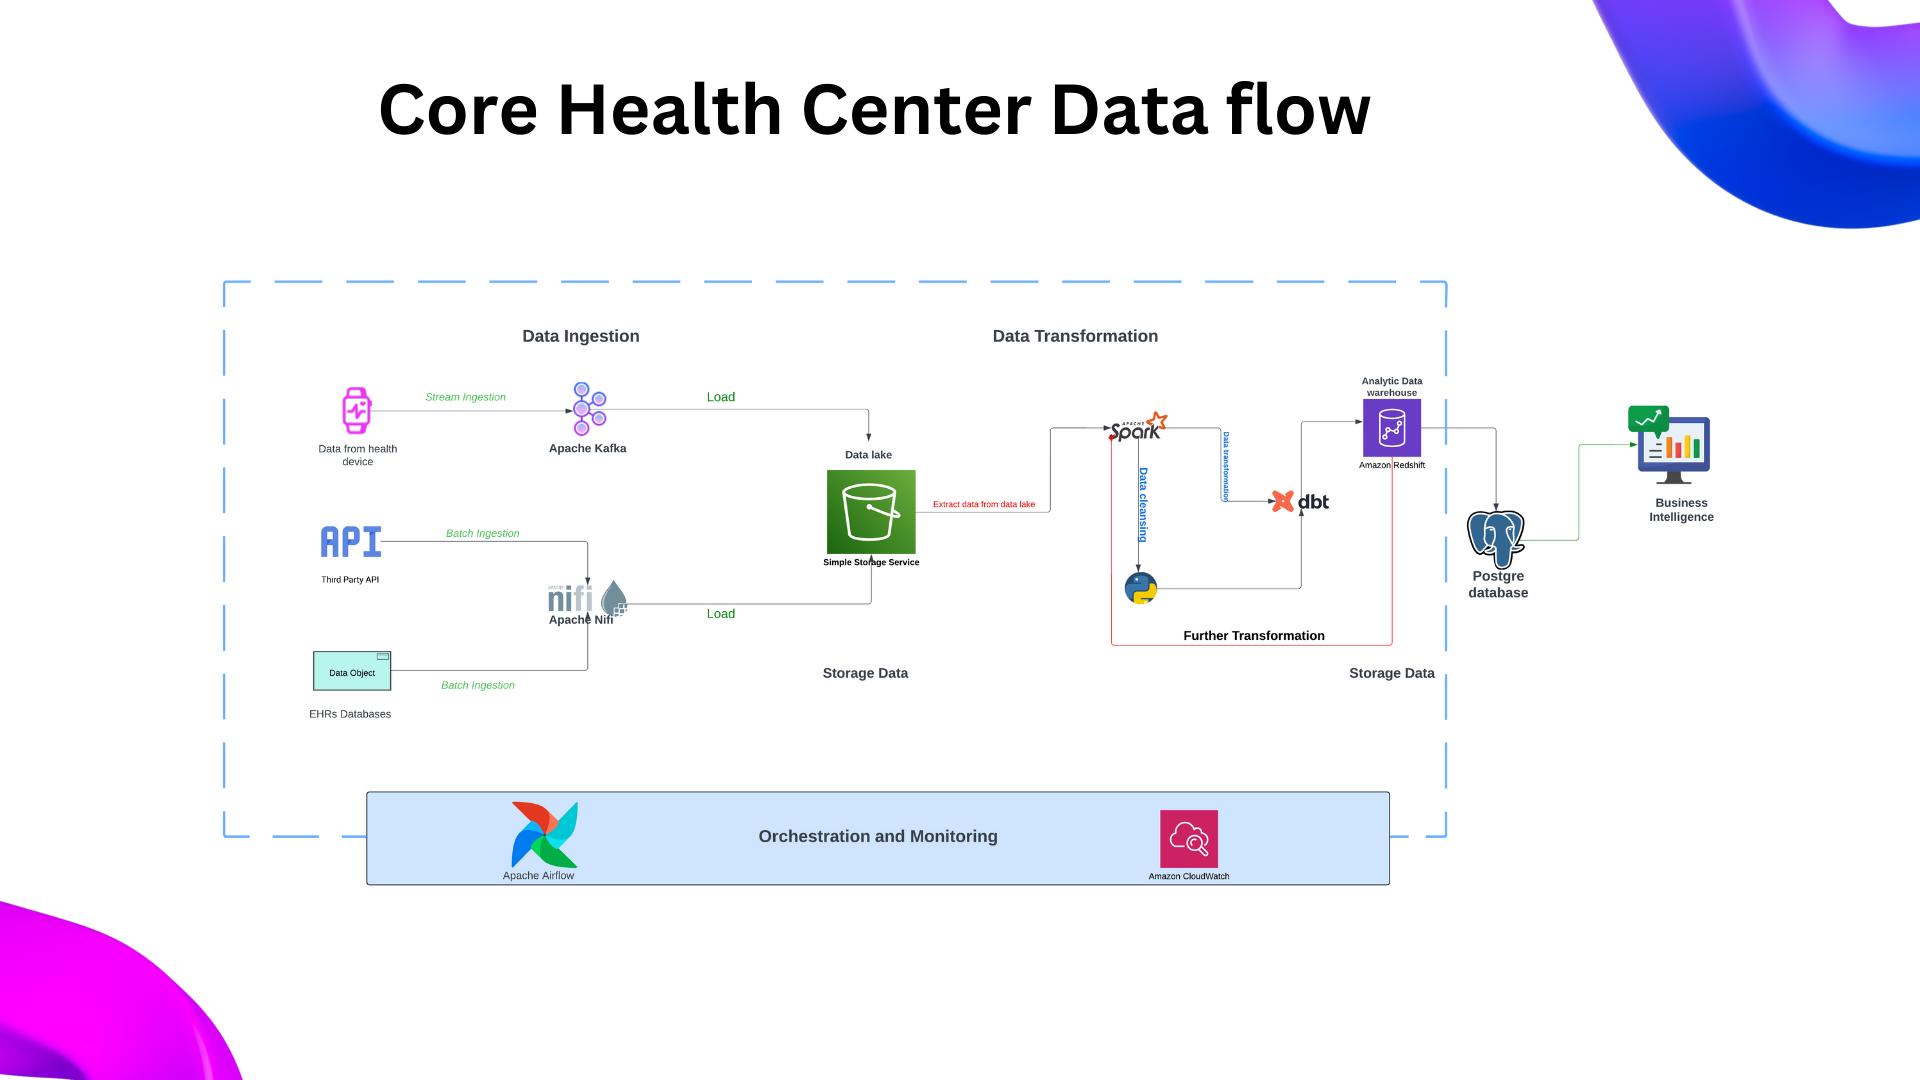 Core Health Center Data flow
Data Ingestion
Data Transformation
Stream Ingestion
Load
Data from health
device
Apache Kafka
Data lake
Simple Storage Service
API
Third Party API
Batch Ingestion
nifi
Apache Nifi
Load
Data Object
EHRs Databases
Batch Ingestion
Storage Data
Extract data from data lake
APACHE
Spark
Data transformation
Data cleansing
dbt
Analytic Data
warehouse
Amazon Redshift
Further Transformation
Storage Data
Postgre
database
Business
Intelligence
Apache Airflow
Orchestration and Monitoring
Amazon CloudWatch